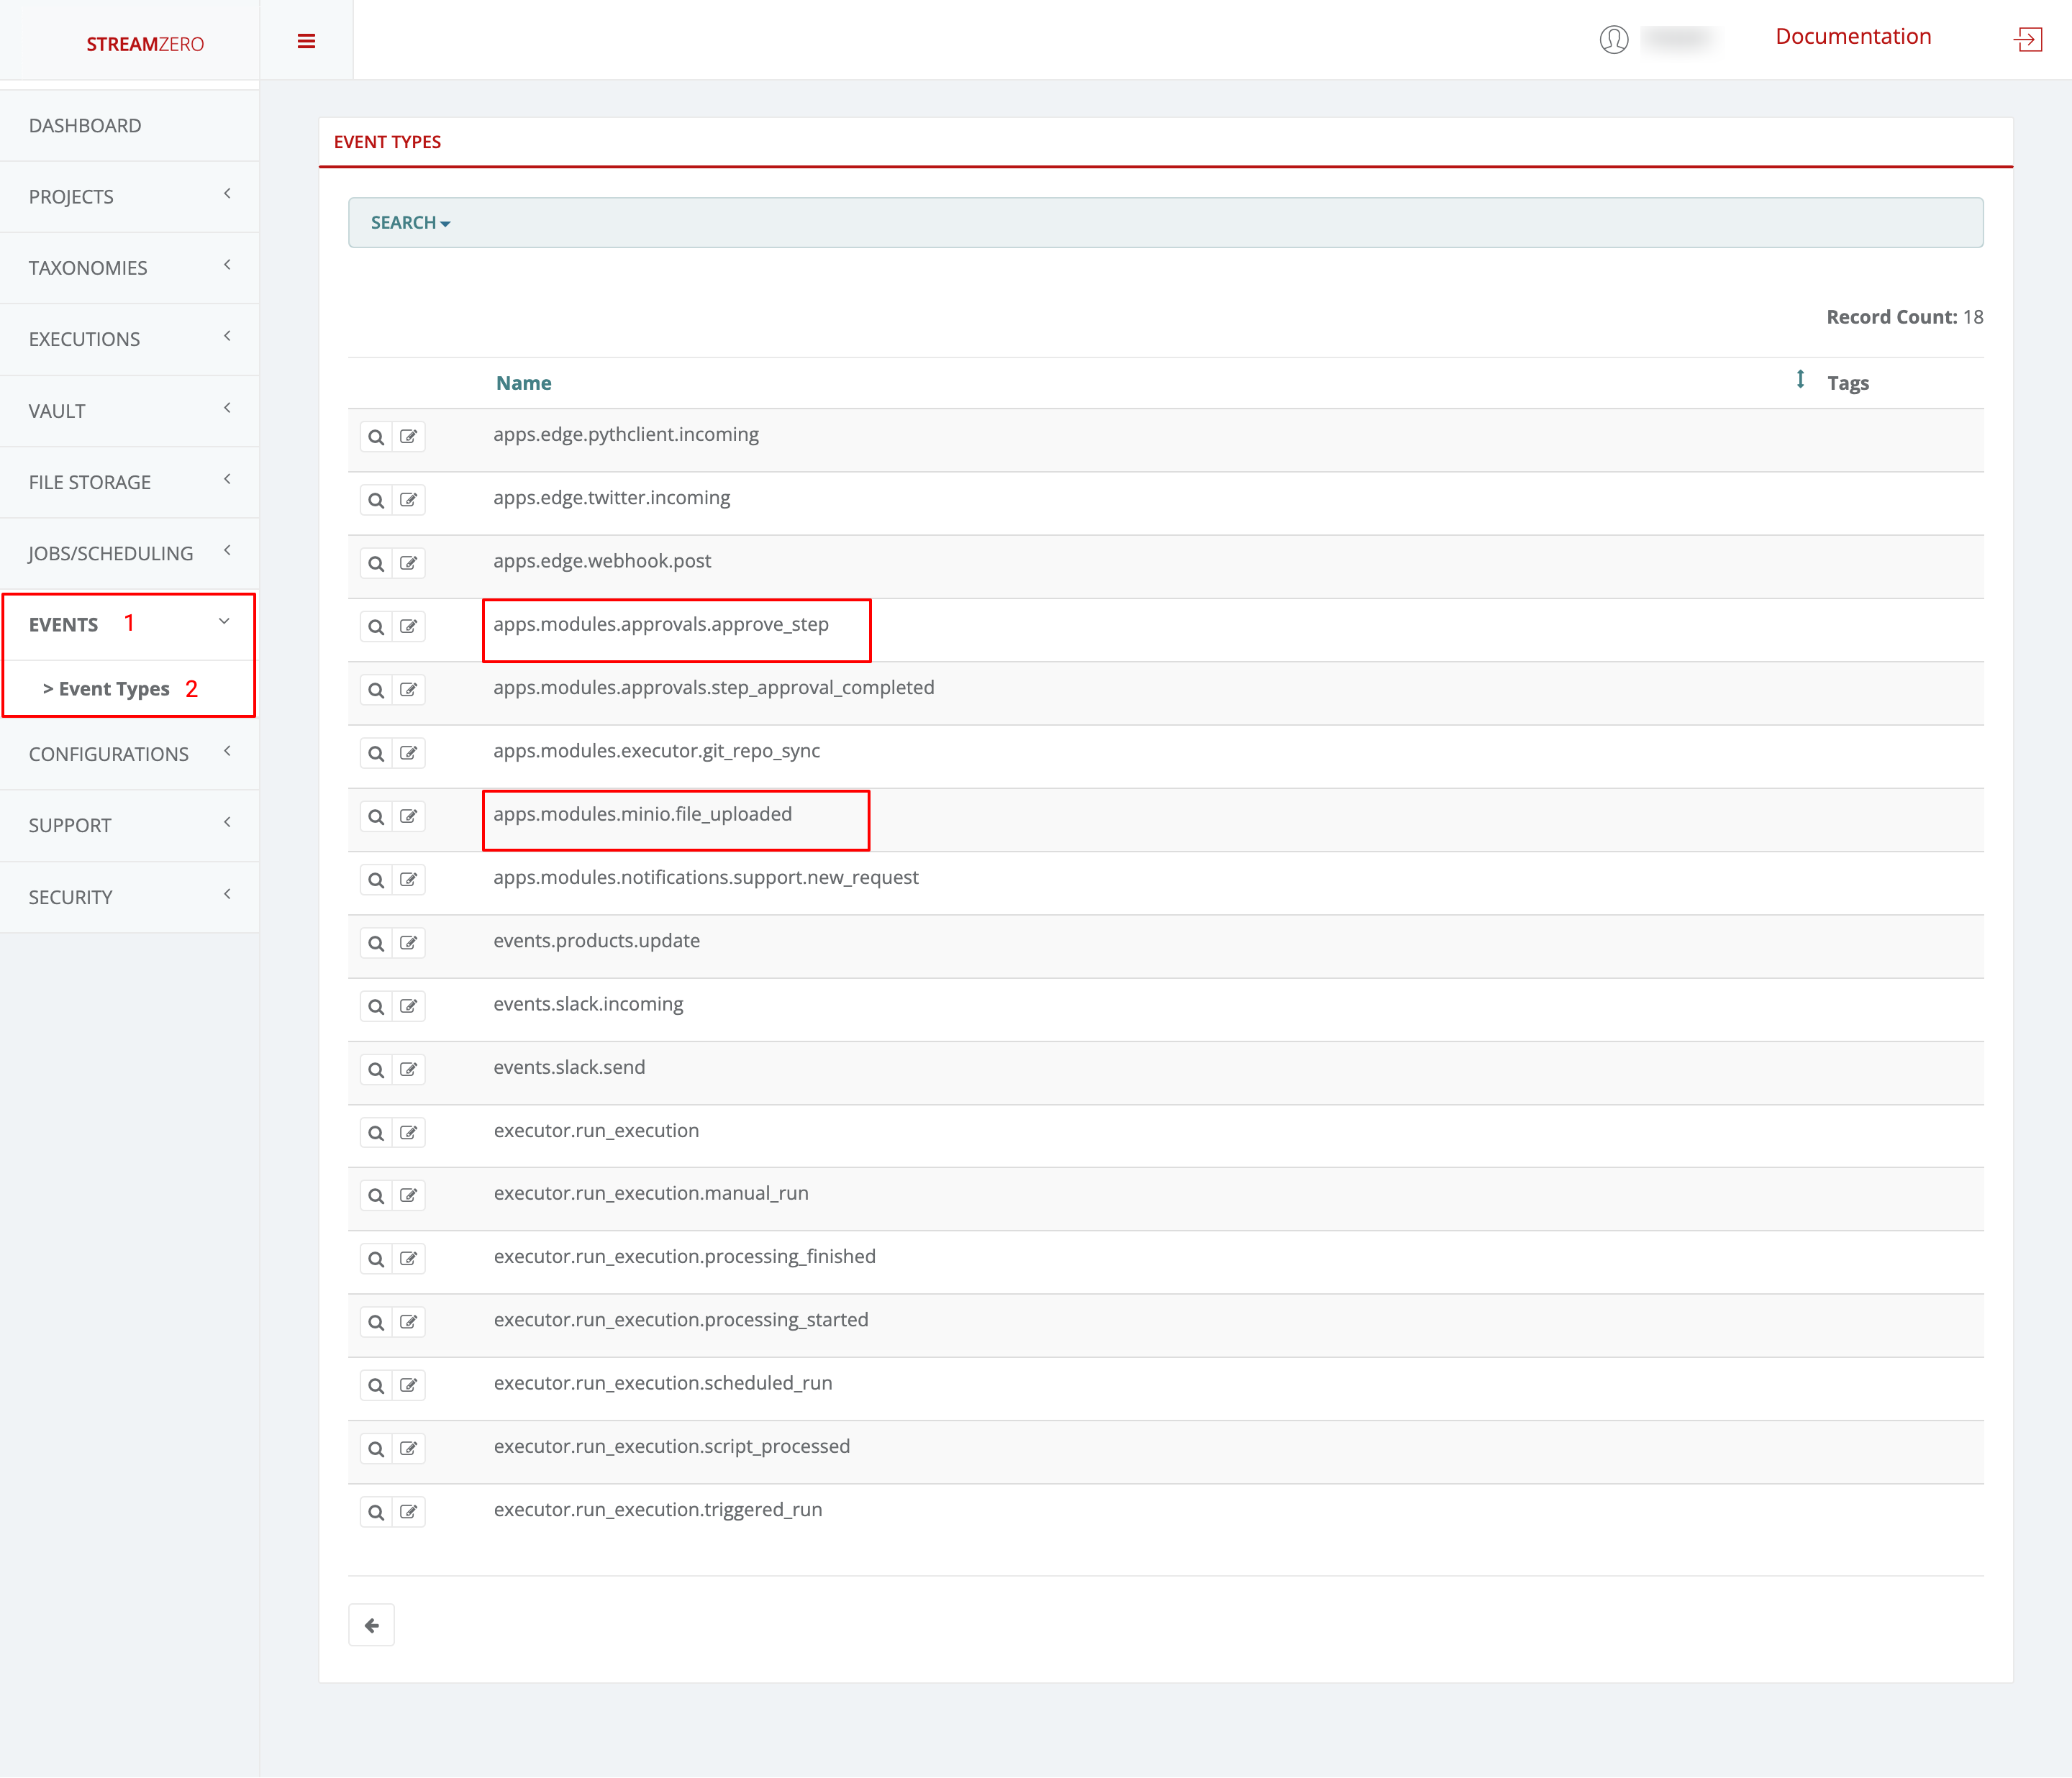 STREAMZERO
Documentation
DASHBOARD
PROJECTS
TAXONOMIES
EXECUTIONS
VAULT
FILE STORAGE
JOBS/SCHEDULING
EVENTS 1
> Event Types 2
CONFIGURATIONS
SUPPORT
SECURITY
EVENT TYPES
SEARCH
Record Count: 18
Name Tags
apps.edge.pythclient.incoming
apps.edge.twitter.incoming
apps.edge.webhook.post
apps.modules.approvals.approve_step
apps.modules.approvals.step_approval_completed
apps.modules.executor.git_repo_sync
apps.modules.minio.file_uploaded
apps.modules.notifications.support.new_request
events.products.update
events.slack.incoming
events.slack.send
executor.run_execution
executor.run_execution.manual_run
executor.run_execution.processing_finished
executor.run_execution.processing_started
executor.run_execution.scheduled_run
executor.run_execution.script_processed
executor.run_execution.triggered_run